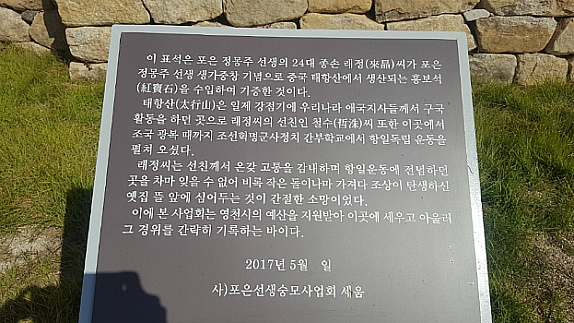 이 표석은 포은 정몽주 선생의 24대 종손 래정(來晶)씨가 포은
정몽주 선생 생가중창 기념으로 중국 태항산에서 생산되는 홍보석
(紅寶石)을 수입하여 기증한 것이다.
태항산(太行山)은 일제 강점기에 우리나라 애국지사들께서 구국
활동을 하던 곳으로 래정씨의 선친인 철수(哲洙)씨 또한 이곳에서
조국 광복 때까지 조선혁명군사정치 간부학교에서 항일독립 운동을
펼쳐 오셨다.
래정씨는 선친께서 온갖 고통을 감내하며 항일운동에 전념하던
곳을 차마 잊을 수 없어 비록 작은 돌이나마 가져다 조상이 탄생하신
옛집 뜰 앞에 심어두는 것이 간절한 소망이었다.
이에 본 사업회는 영천시의 예산을 지원받아 이곳에 세우고 아울러
그 경위를 간략히 기록하는 바이다.
2017년 5월 일
사)포은선생숭모사업회 세움